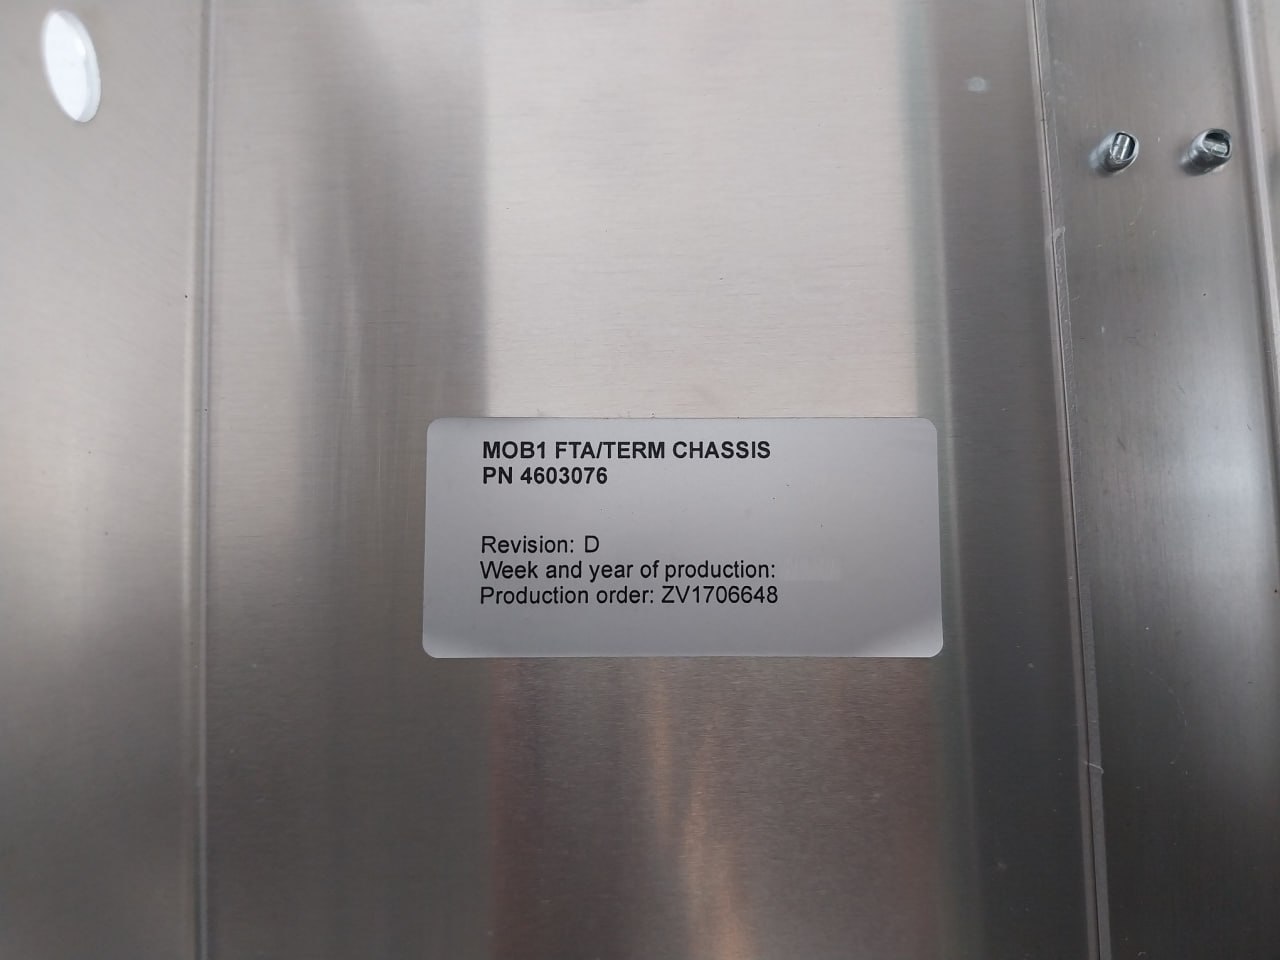 MOB1 FTA/TERM CHASSIS
PN 4603076
Revision: D
Week and year of production:
Production order: ZV1706648